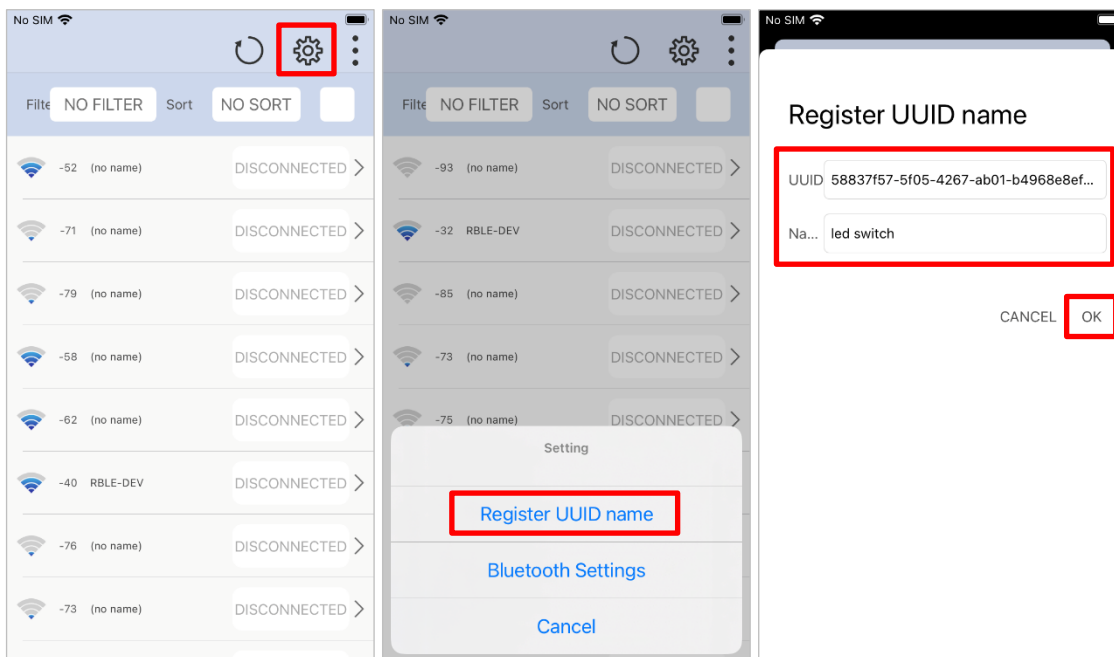 No SIM
Filte NO FILTER Sort NO SORT
-52 (no name) DISCONNECTED
-71 (no name) DISCONNECTED
-79 (no name) DISCONNECTED
-58 (no name) DISCONNECTED
-62 (no name) DISCONNECTED
-40 RBLE-DEV DISCONNECTED
-76 (no name) DISCONNECTED
-73 (no name) DISCONNECTED
No SIM
Filte NO FILTER Sort NO SORT
-93 (no name) DISCONNECTED
-32 RBLE-DEV DISCONNECTED
-85 (no name) DISCONNECTED
-73 (no name) DISCONNECTED
-75 (no name) DISCONNECTED
Setting
Register UUID name
Bluetooth Settings
Cancel
No SIM
Register UUID name
UUID 58837f57-5f05-4267-ab01-b4968e8ef...
Na... led switch
CANCEL OK